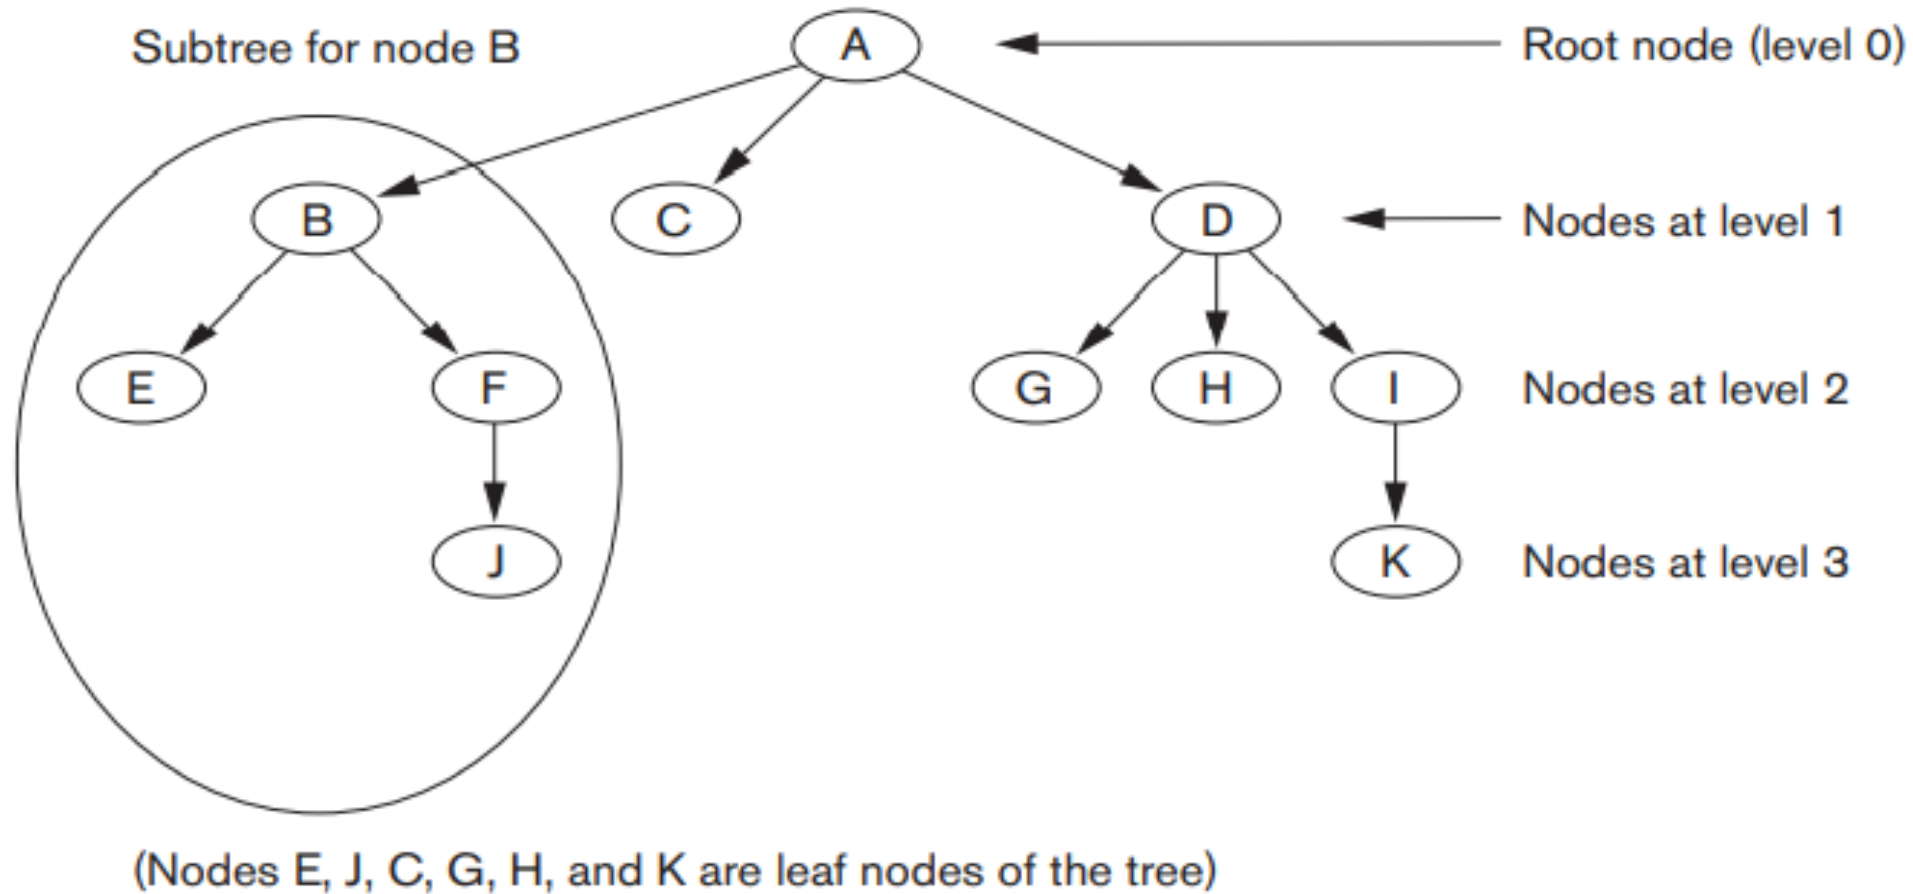 Subtree for node B
A
Root node (level 0)
B
C
D
Nodes at level 1
E
F
G
H
I
Nodes at level 2
J
K
Nodes at level 3
(Nodes E, J, C, G, H, and K are leaf nodes of the tree)